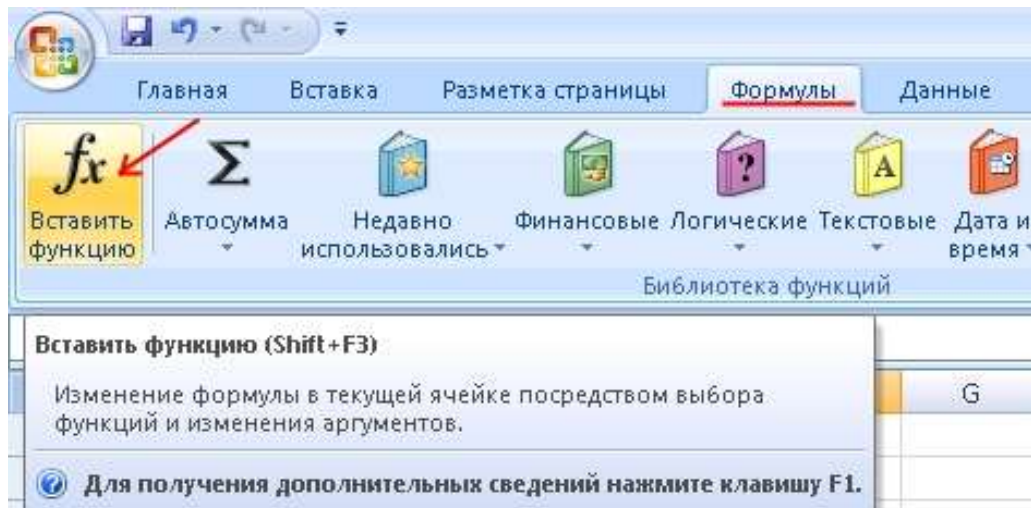 Главная Вставка Разметка страницы Формулы Данные
fx Σ ? A
Вставить функцию Автосумма Недавно использовались Финансовые Логические Текстовые Дата и время
Библиотека функций
Вставить функцию (Shift+F3)
G
Изменение формулы в текущей ячейке посредством выбора
функций и изменения аргументов.
? Для получения дополнительных сведений нажмите клавишу F1.